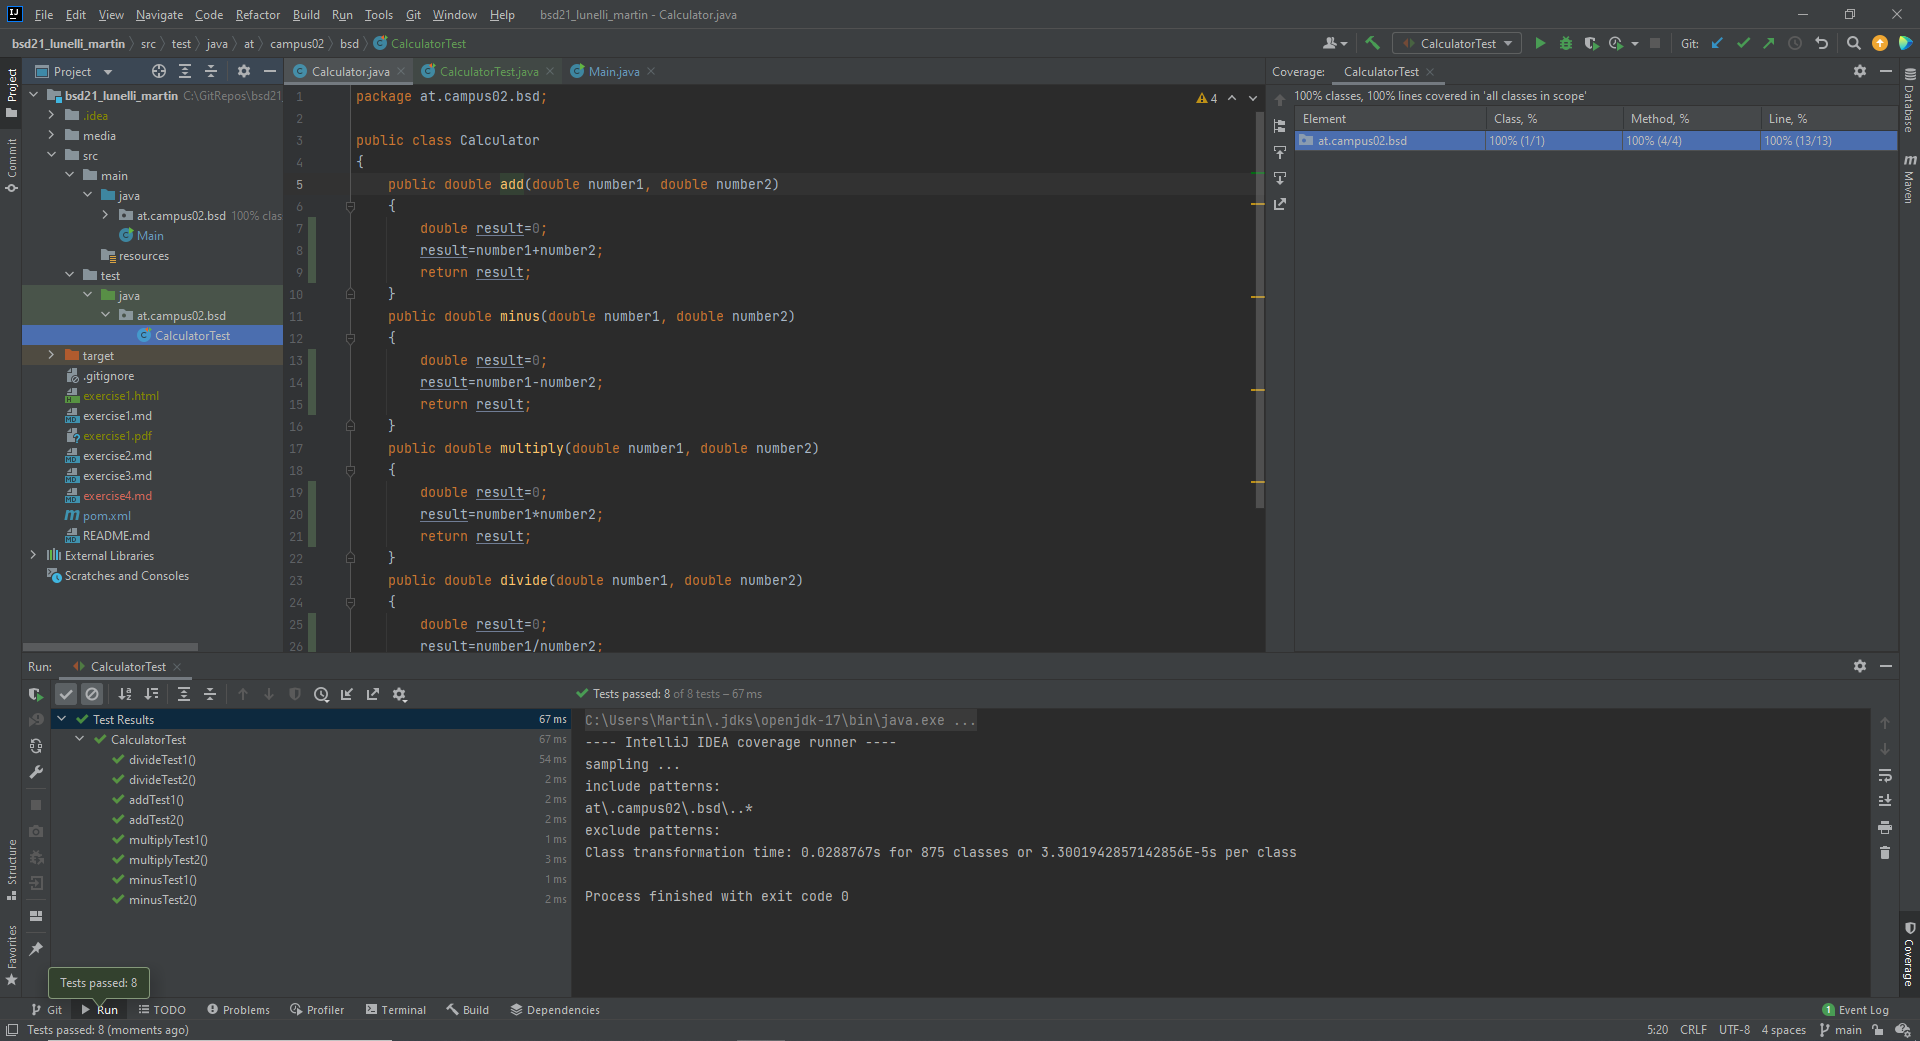 File Edit View Navigate Code Refactor Build Run Tools Git Window Help bsd21_lunelli_martin - Calculator.java
bsd21_lunelli_martin src test java at campus02 bsd CalculatorTest
CalculatorTest Git:
Project
Calculator.java CalculatorTest.java Main.java
Coverage: CalculatorTest
bsd21_lunelli_martin C:\GitRepos\bsd21_
.idea
media
src
main
java
at.campus02.bsd 100% clas
Main
resources
test
java
at.campus02.bsd
CalculatorTest
target
.gitignore
exercise1.html
exercise1.md
exercise1.pdf
exercise2.md
exercise3.md
exercise4.md
pom.xml
README.md
External Libraries
Scratches and Consoles
Project
Commit
Structure
Favorites
4
1 package at.campus02.bsd;
2
3 public class Calculator
4 {
5 public double add(double number1, double number2)
6 {
7 double result=0;
8 result=number1+number2;
9 return result;
10 }
11 public double minus(double number1, double number2)
12 {
13 double result=0;
14 result=number1-number2;
15 return result;
16 }
17 public double multiply(double number1, double number2)
18 {
19 double result=0;
20 result=number1*number2;
21 return result;
22 }
23 public double divide(double number1, double number2)
24 {
25 double result=0;
26 result=number1/number2;
100% classes, 100% lines covered in 'all classes in scope'
Element Class, % Method, % Line, %
at.campus02.bsd 100% (1/1) 100% (4/4) 100% (13/13)
Database
Maven
Coverage
Run: CalculatorTest
Tests passed: 8 of 8 tests – 67 ms
Test Results 67 ms
CalculatorTest 67 ms
divideTest1() 54 ms
divideTest2() 2 ms
addTest1() 2 ms
addTest2() 2 ms
multiplyTest1() 1 ms
multiplyTest2() 3 ms
minusTest1() 1 ms
minusTest2() 2 ms
C:\Users\Martin\.jdks\openjdk-17\bin\java.exe ...
---- IntelliJ IDEA coverage runner ----
sampling ...
include patterns:
at\.campus02\.bsd\..*
exclude patterns:
Class transformation time: 0.0288767s for 875 classes or 3.3001942857142856E-5s per class
Process finished with exit code 0
Tests passed: 8
Git Run TODO Problems Profiler Terminal Build Dependencies 1 Event Log
Tests passed: 8 (moments ago) 5:20 CRLF UTF-8 4 spaces main